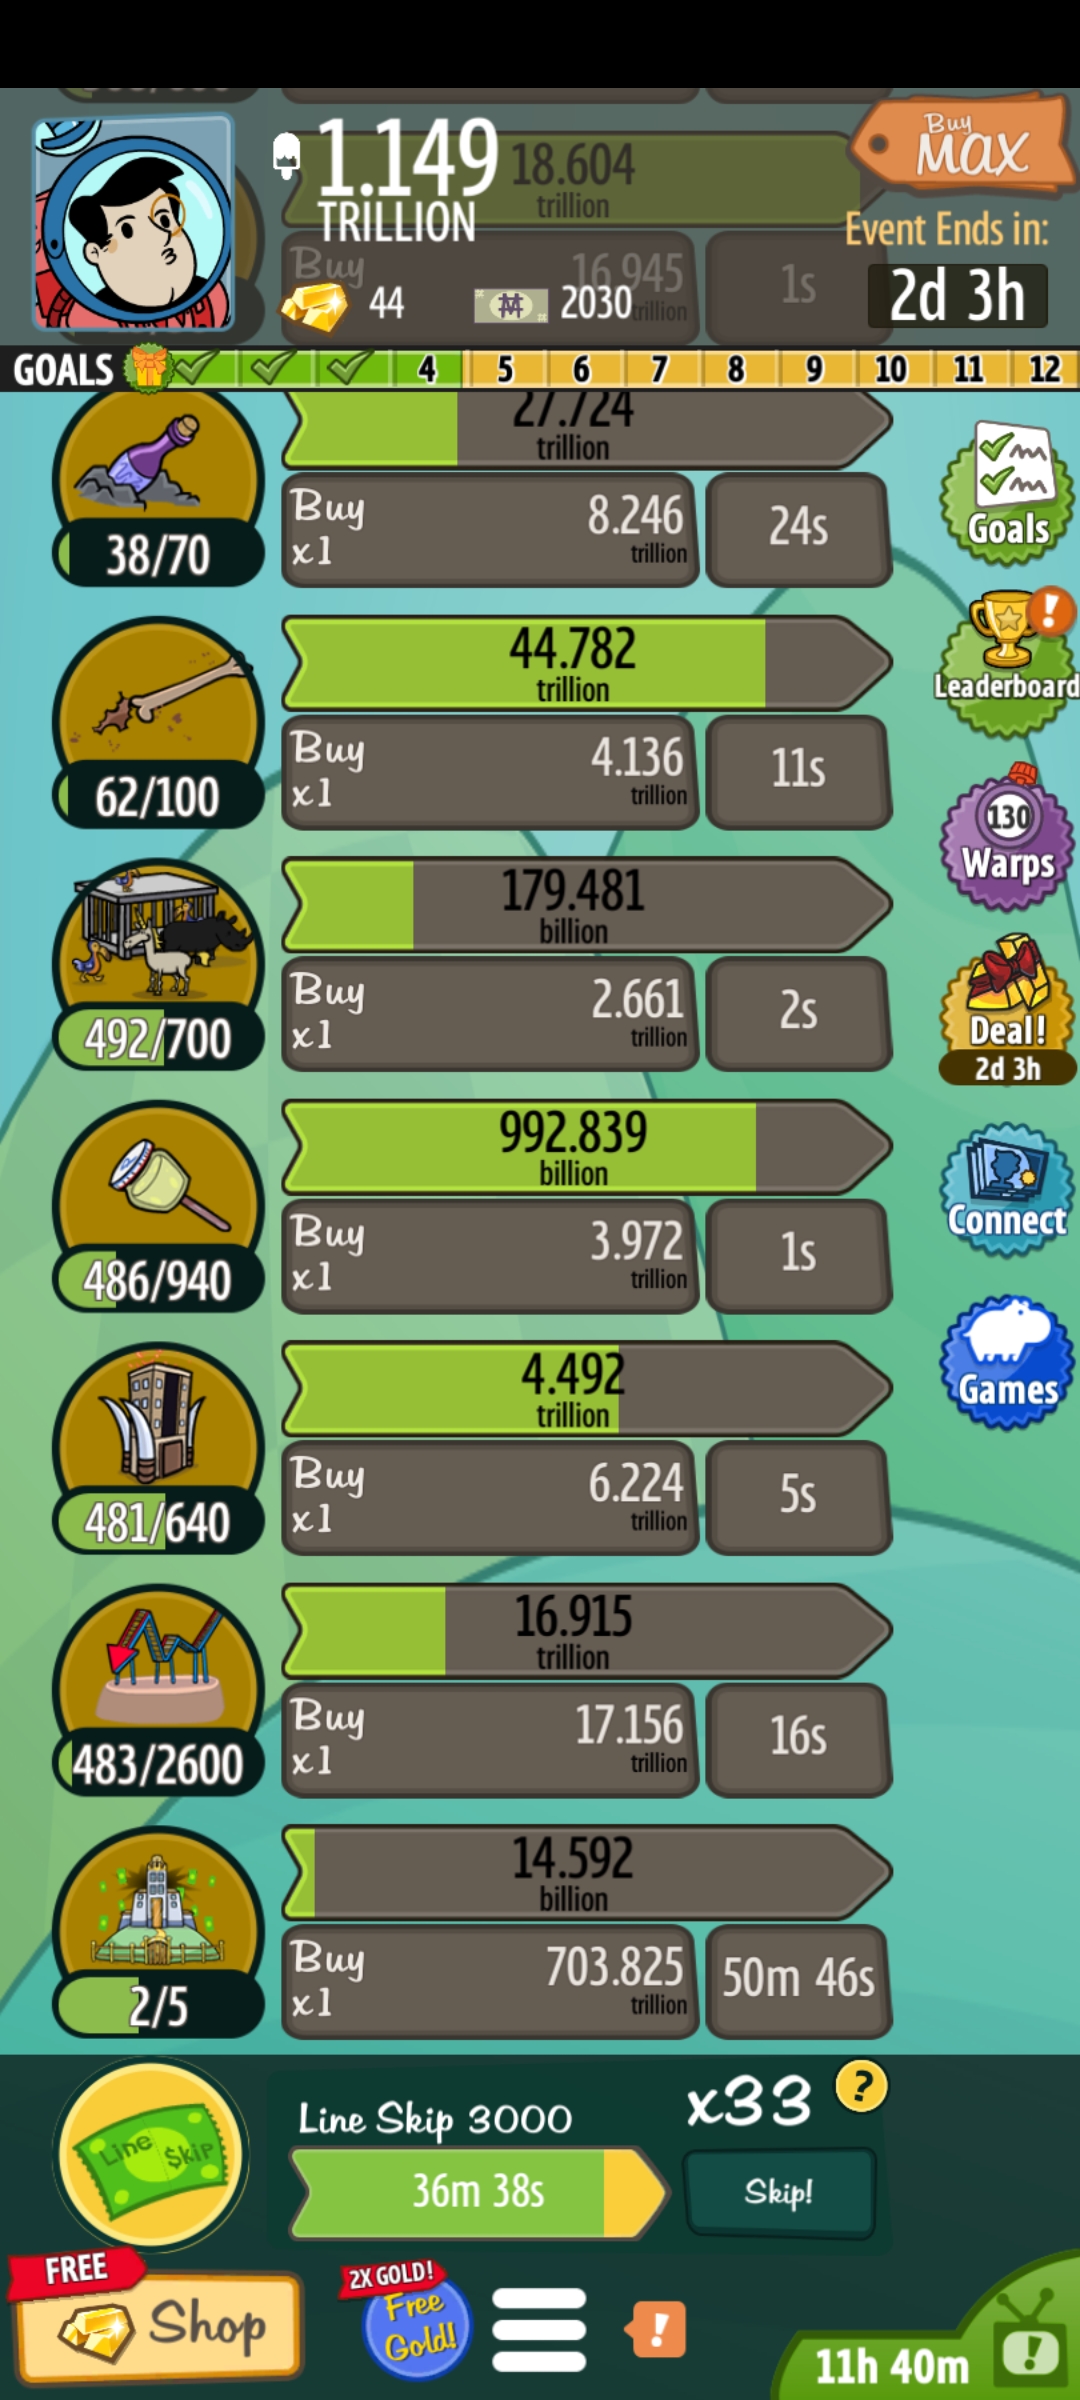 1.149
TRILLION
18.604
trillion
Buy
MAX
Event Ends in:
2d 3h
Buy
16.945
trillion
1s
44
2030
GOALS
4
5
6
7
8
9
10
11
12
27.724
trillion
38/70
Buy
x1
8.246
trillion
24s
Goals
44.782
trillion
62/100
Buy
x1
4.136
trillion
11s
!
Leaderboard
179.481
billion
492/700
Buy
x1
2.661
trillion
2s
130
Warps
Deal!
2d 3h
992.839
billion
486/940
Buy
x1
3.972
trillion
1s
Connect
4.492
trillion
481/640
Buy
x1
6.224
trillion
5s
Games
16.915
trillion
483/2600
Buy
x1
17.156
trillion
16s
14.592
billion
2/5
Buy
x1
703.825
trillion
50m 46s
Line $kip
Line Skip 3000
36m 38s
x33
?
Skip!
FREE
Shop
2X GOLD!
Free
Gold!
!
11h 40m
!